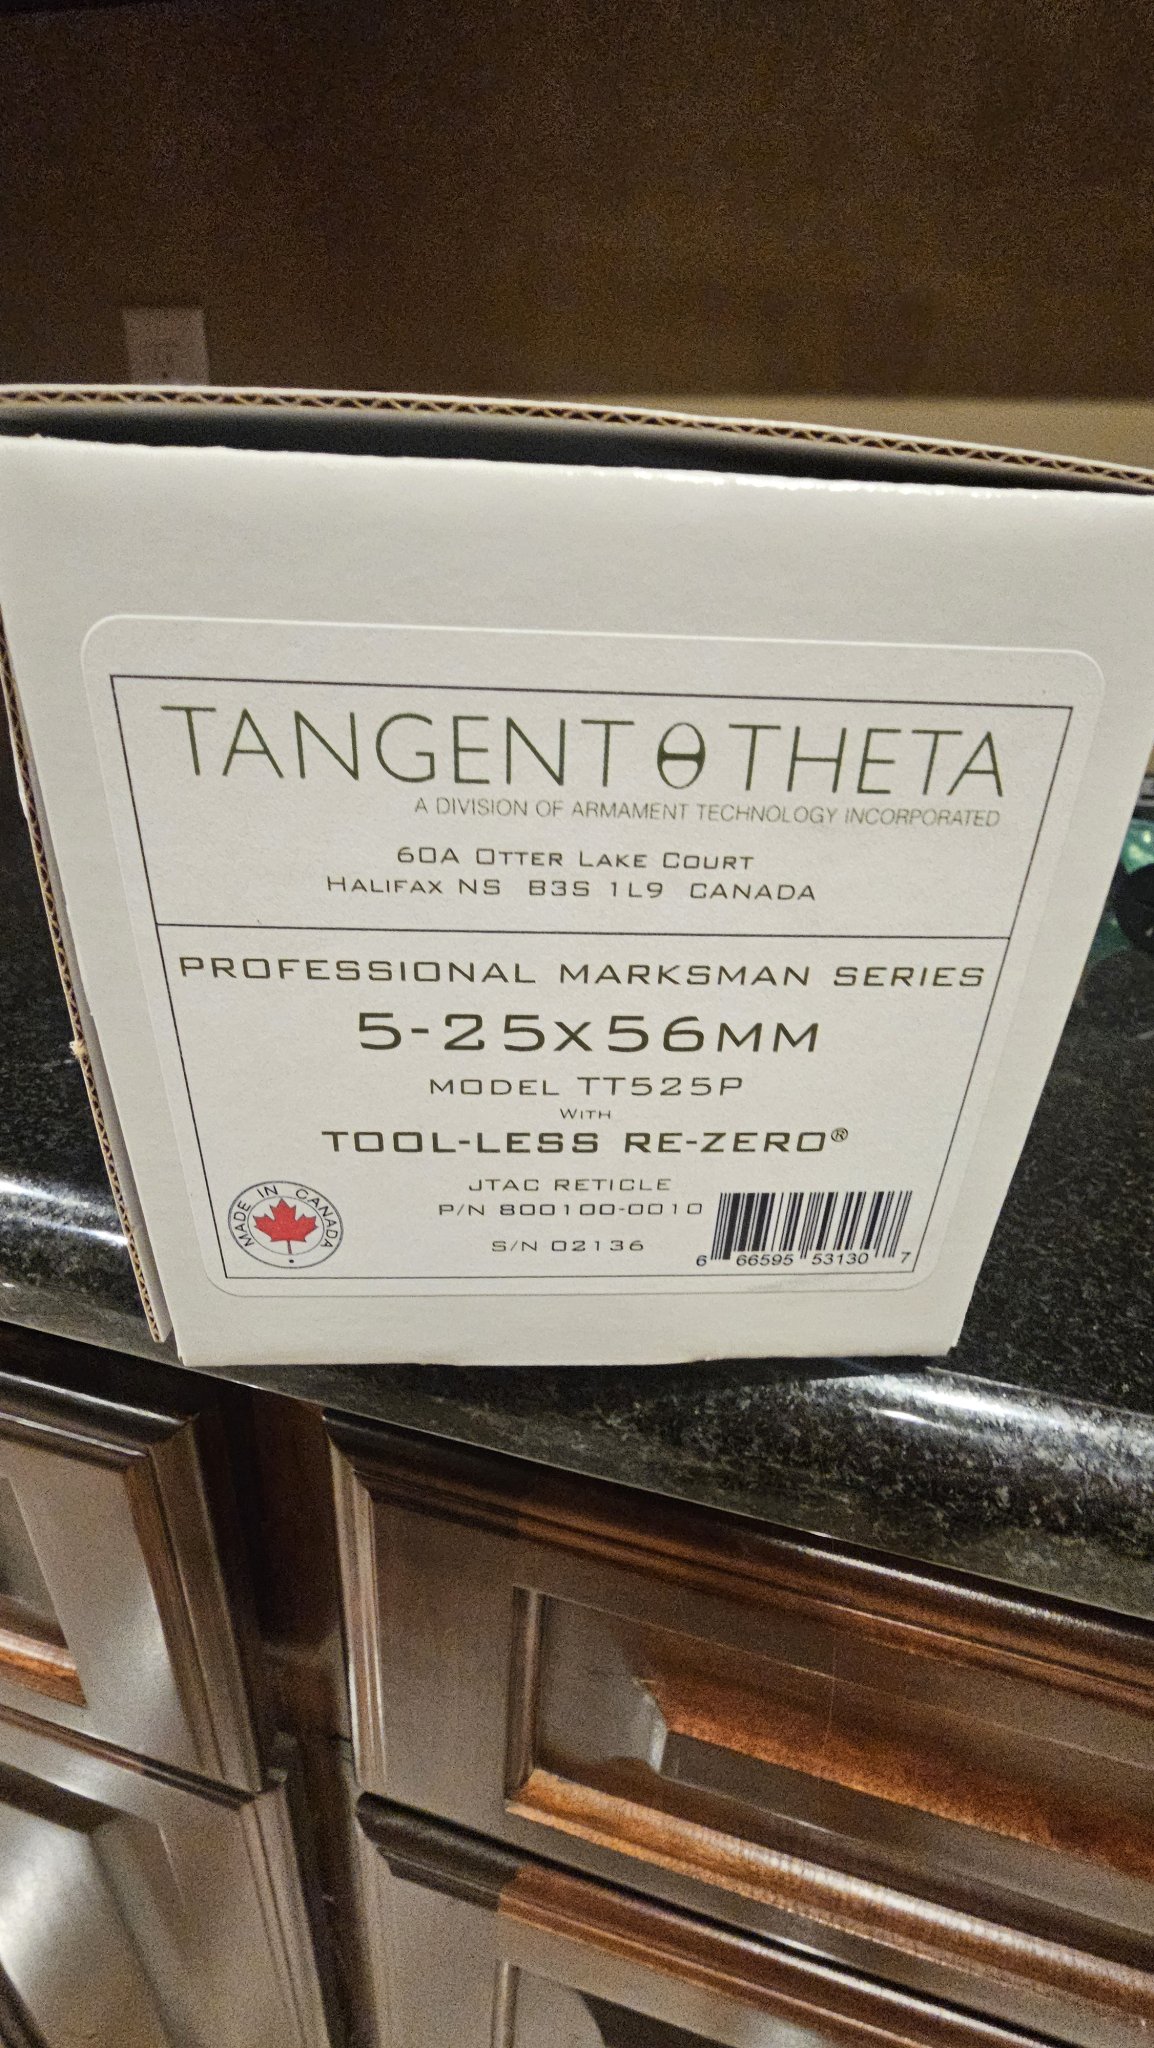 TANGENT θ THETA
A DIVISION OF ARMAMENT TECHNOLOGY INCORPORATED
60A OTTER LAKE COURT
HALIFAX NS B3S 1L9 CANADA
PROFESSIONAL MARKSMAN SERIES
5-25x56MM
MODEL TT525P
WITH
TOOL-LESS RE-ZERO®
JTAC RETICLE
P/N 800100-0010
S/N 02136
MADE IN CANADA
6 66595 53130 7